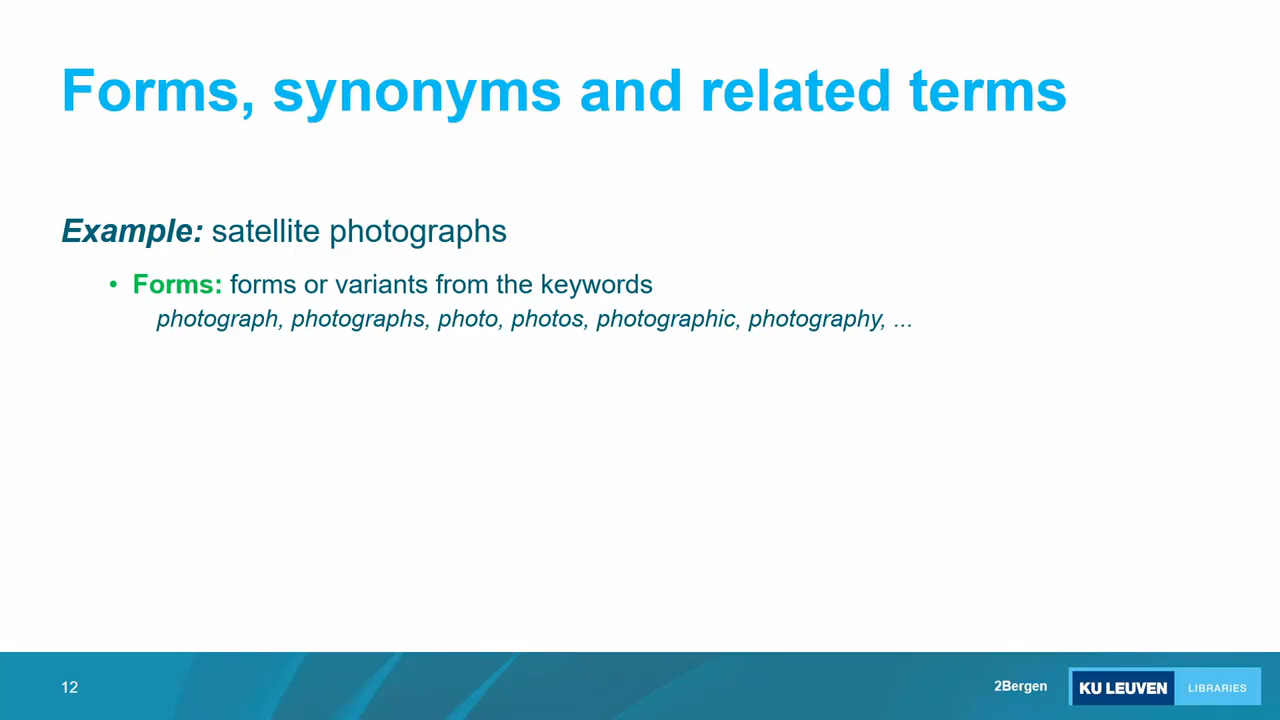 Forms, synonyms and related terms
Example: satellite photographs
• Forms: forms or variants from the keywords
photograph, photographs, photo, photos, photographic, photography, ...
12
2Bergen
KU LEUVEN LIBRARIES